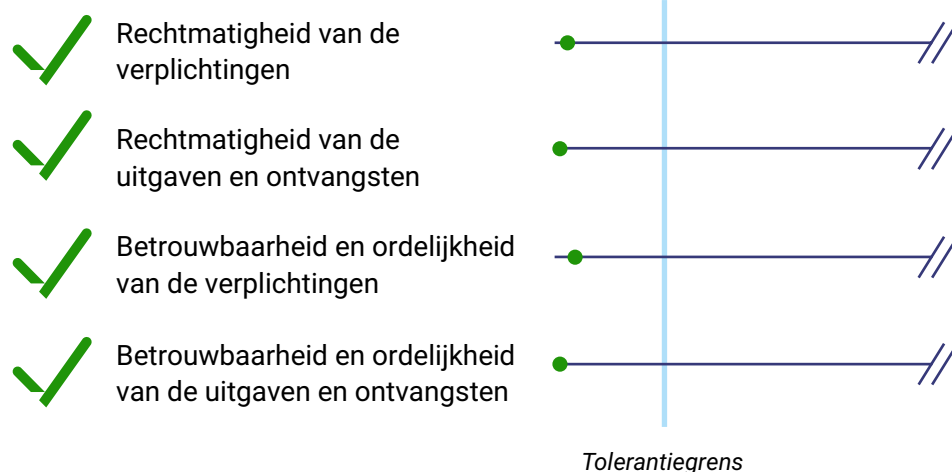 Rechtmatigheid van de
verplichtingen
Rechtmatigheid van de
uitgaven en ontvangsten
Betrouwbaarheid en ordelijkheid
van de verplichtingen
Betrouwbaarheid en ordelijkheid
van de uitgaven en ontvangsten
Tolerantiegrens